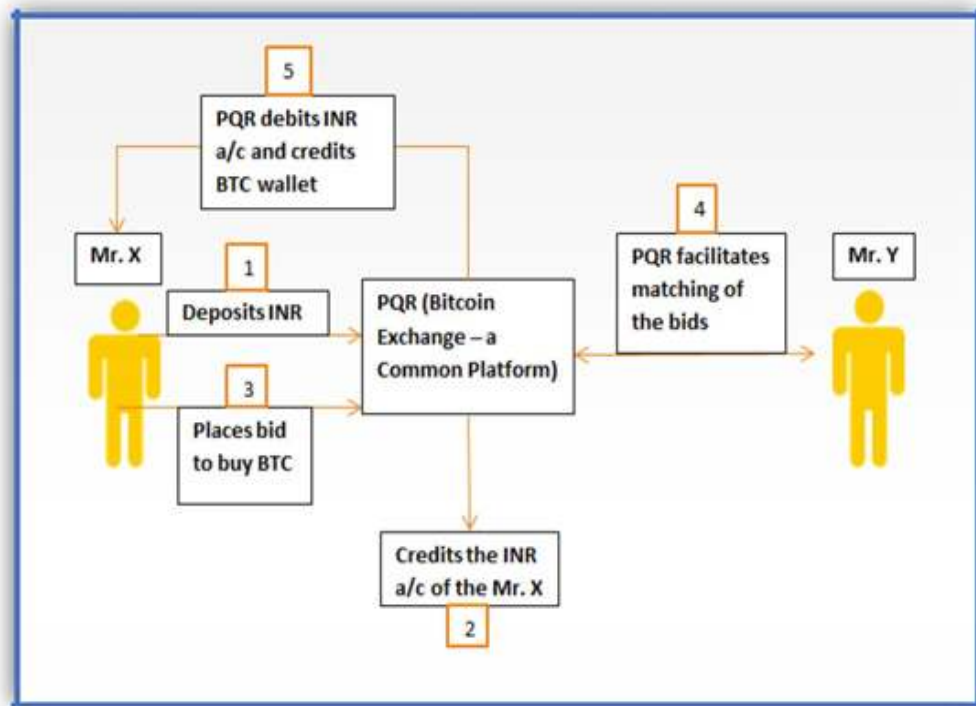 5
PQR debits INR
a/c and credits
BTC wallet
4
Mr. X
PQR facilitates
matching of
the bids
Mr. Y
1
Deposits INR
PQR (Bitcoin
Exchange – a
Common Platform)
3
Places bid
to buy BTC
Credits the INR
a/c of the Mr. X
2